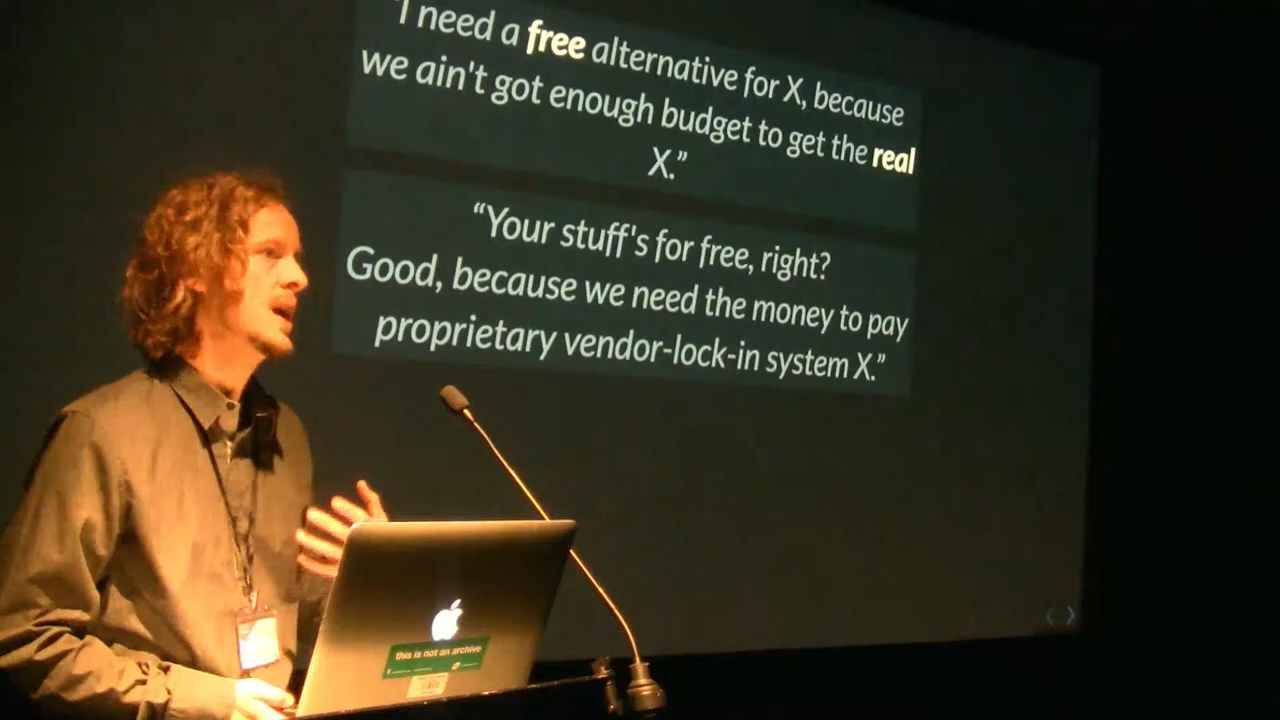 "I need a free alternative for X, because
we ain't got enough budget to get the real
X.”
“Your stuff's for free, right?
Good, because we need the money to pay
proprietary vendor-lock-in system X.”
this is not an archive